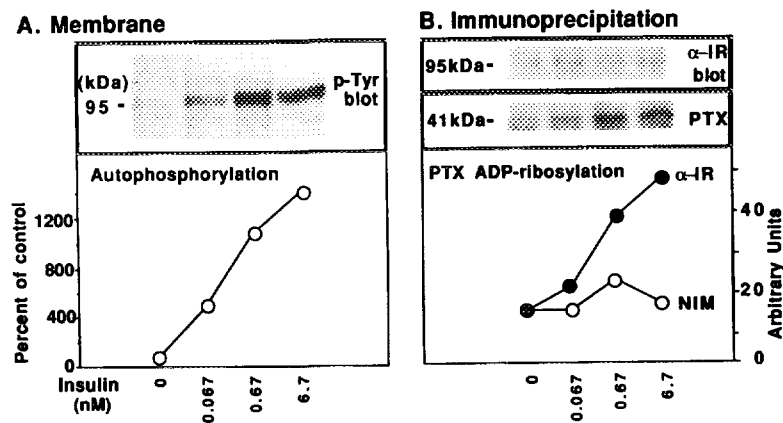 A. Membrane
(kDa)
95 -
p-Tyr
blot
Autophosphorylation
Percent of control
1200
800
400
0
Insulin
(nM)
0
0.067
0.67
6.7
B. Immunoprecipitation
95kDa-
α-IR
blot
41kDa-
PTX
PTX ADP-ribosylation
α-IR
NIM
40
20
0
Arbitrary Units
0
0.067
0.67
6.7